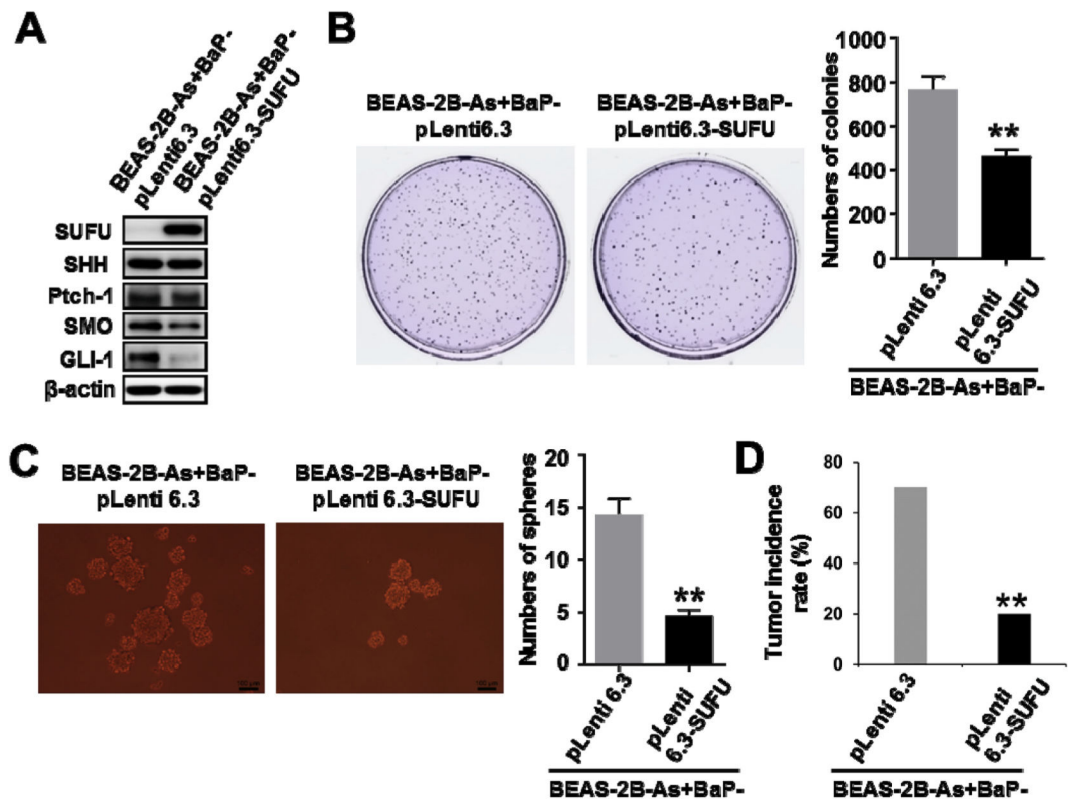 A
BEAS-2B-As+BaP-
pLenti6.3
BEAS-2B-As+BaP-
pLenti6.3-SUFU
SUFU
SHH
Ptch-1
SMO
GLI-1
β-actin
B
BEAS-2B-As+BaP-
pLenti6.3
BEAS-2B-As+BaP-
pLenti6.3-SUFU
Numbers of colonies
1000
800
600
400
200
0
**
pLenti 6.3
pLenti
6.3-SUFU
BEAS-2B-As+BaP-
C
BEAS-2B-As+BaP-
pLenti 6.3
BEAS-2B-As+BaP-
pLenti 6.3-SUFU
100 μm
100 μm
Numbers of spheres
20
15
10
5
0
**
pLenti 6.3
pLenti
6.3-SUFU
BEAS-2B-As+BaP-
D
Tumor incidence
rate (%)
80
60
40
20
0
**
pLenti 6.3
pLenti
6.3-SUFU
BEAS-2B-As+BaP-